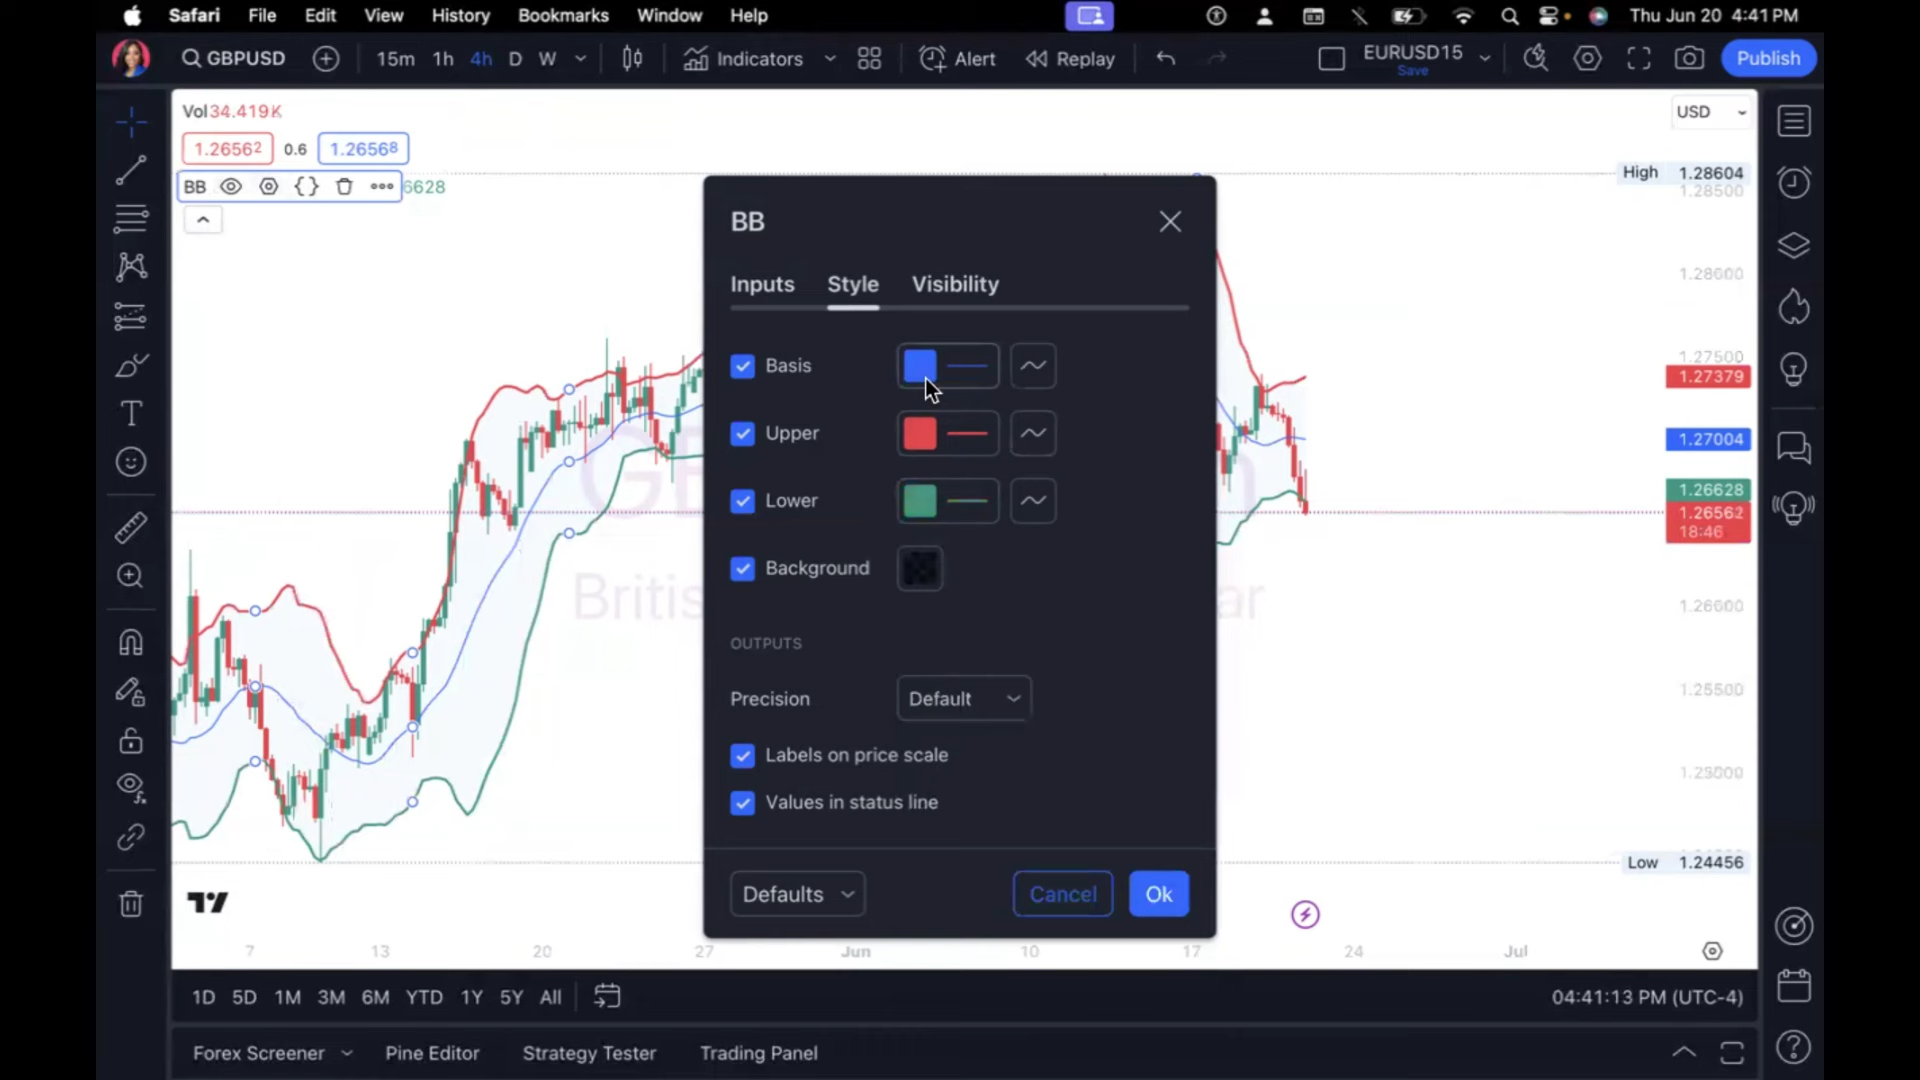 Safari File Edit View History Bookmarks Window Help Thu Jun 20 4:41 PM
GBPUSD 15m 1h 4h D W Indicators Alert Replay EURUSD15 Publish
Save
Vol 34.419 K USD
1.26562 0.6 1.26568
High 1.28604
BB 6628 1.28500
BB
Inputs Style Visibility
1.28000
Basis 1.27500
1.27379
Upper 1.27004
Lower 1.26628
1.26562
18:46
Background
Britis ar 1.26000
OUTPUTS
Precision Default 1.25500
Labels on price scale
Values in status line
Low 1.24456
Defaults Cancel Ok
7 13 20 27 Jun 10 17 24 Jul
1D 5D 1M 3M 6M YTD 1Y 5Y All 04:41:13 PM (UTC-4)
Forex Screener Pine Editor Strategy Tester Trading Panel